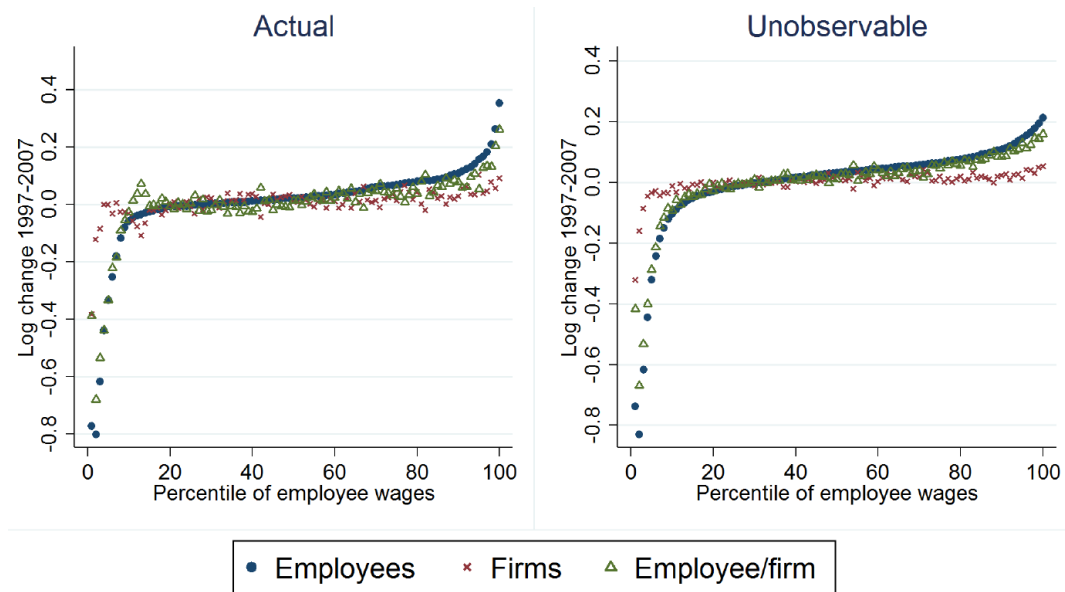 Actual
Log change 1997-2007
0.4
0.2
0.0
-0.2
-0.4
-0.6
-0.8
0 20 40 60 80 100
Percentile of employee wages
Unobservable
Log change 1997-2007
0.4
0.2
0.0
-0.2
-0.4
-0.6
-0.8
0 20 40 60 80 100
Percentile of employee wages
Employees Firms Employee/firm